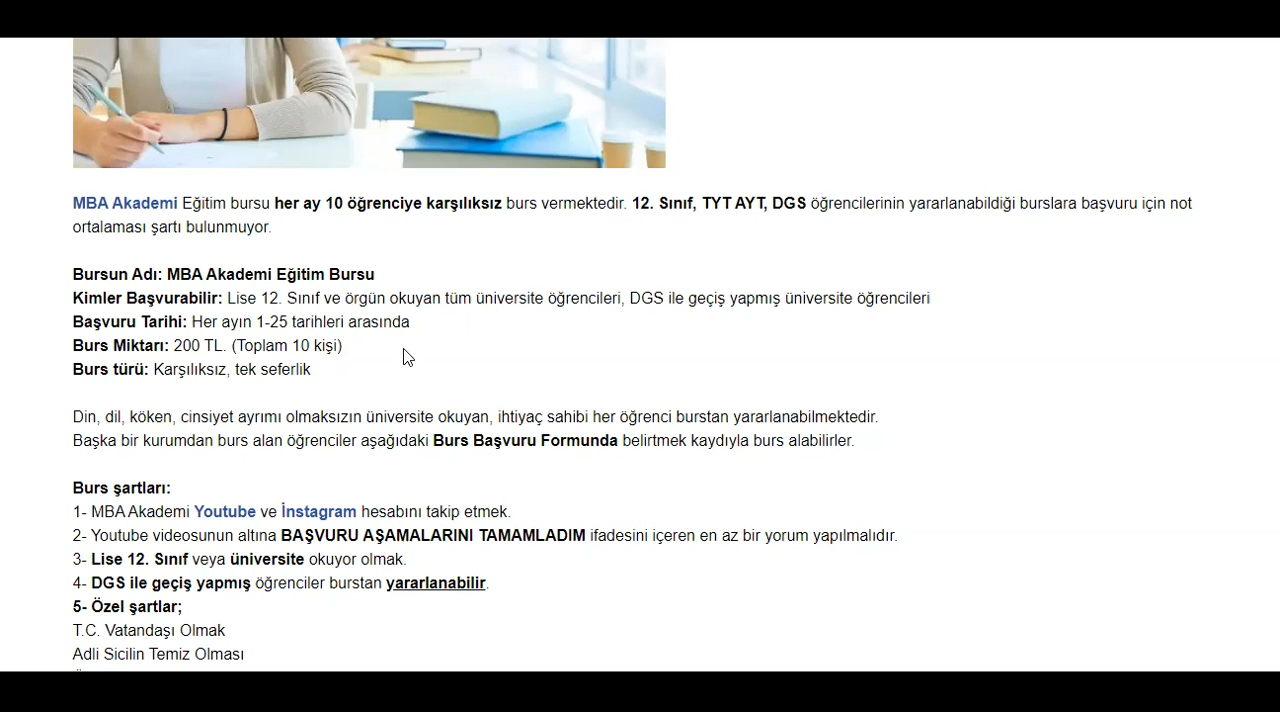 MBA Akademi Eğitim bursu her ay 10 öğrenciye karşılıksız burs vermektedir. 12. Sınıf, TYT AYT, DGS öğrencilerinin yararlanabildiği burslara başvuru için not
ortalaması şartı bulunmuyor.
Bursun Adı: MBA Akademi Eğitim Bursu
Kimler Başvurabilir: Lise 12. Sınıf ve örgün okuyan tüm üniversite öğrencileri, DGS ile geçiş yapmış üniversite öğrencileri
Başvuru Tarihi: Her ayın 1-25 tarihleri arasında
Burs Miktarı: 200 TL. (Toplam 10 kişi)
Burs türü: Karşılıksız, tek seferlik
Din, dil, köken, cinsiyet ayrımı olmaksızın üniversite okuyan, ihtiyaç sahibi her öğrenci burstan yararlanabilmektedir.
Başka bir kurumdan burs alan öğrenciler aşağıdaki Burs Başvuru Formunda belirtmek kaydıyla burs alabilirler.
Burs şartları:
1- MBA Akademi Youtube ve İnstagram hesabını takip etmek.
2- Youtube videosunun altına BAŞVURU AŞAMALARINI TAMAMLADIM ifadesini içeren en az bir yorum yapılmalıdır.
3- Lise 12. Sınıf veya üniversite okuyor olmak.
4- DGS ile geçiş yapmış öğrenciler burstan yararlanabilir.
5- Özel şartlar;
T.C. Vatandaşı Olmak
Adli Sicilin Temiz Olması